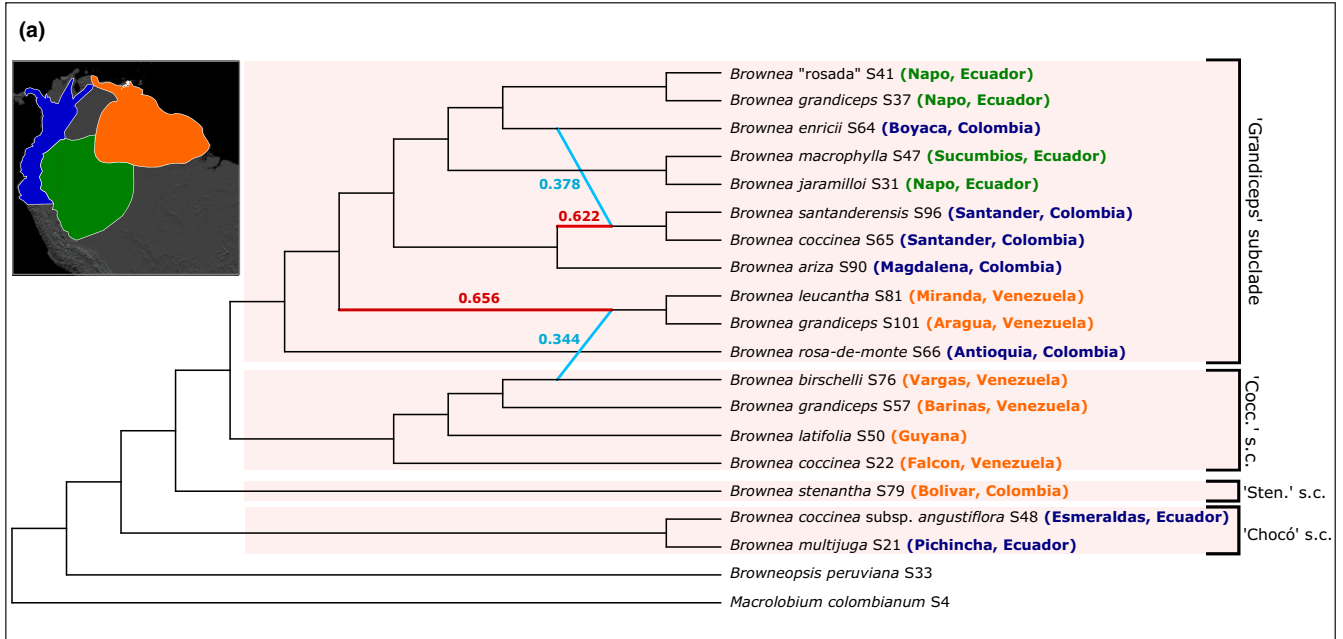 (a)
Brownea "rosada" S41 (Napo, Ecuador)
Brownea grandiceps S37 (Napo, Ecuador)
Brownea enricii S64 (Boyaca, Colombia)
Brownea macrophylla S47 (Sucumbios, Ecuador)
0.378
Brownea jaramilloi S31 (Napo, Ecuador)
0.622
Brownea santanderensis S96 (Santander, Colombia)
Brownea coccinea S65 (Santander, Colombia)
Brownea ariza S90 (Magdalena, Colombia)
0.656
Brownea leucantha S81 (Miranda, Venezuela)
Brownea grandiceps S101 (Aragua, Venezuela)
0.344
Brownea rosa-de-monte S66 (Antioquia, Colombia)
'Grandiceps' subclade
Brownea birschelli S76 (Vargas, Venezuela)
Brownea grandiceps S57 (Barinas, Venezuela)
Brownea latifolia S50 (Guyana)
Brownea coccinea S22 (Falcon, Venezuela)
'Cocc.' s.c.
Brownea stenantha S79 (Bolivar, Colombia)
'Sten.' s.c.
Brownea coccinea subsp. angustiflora S48 (Esmeraldas, Ecuador)
Brownea multijuga S21 (Pichincha, Ecuador)
'Chocó' s.c.
Browneopsis peruviana S33
Macrolobium colombianum S4